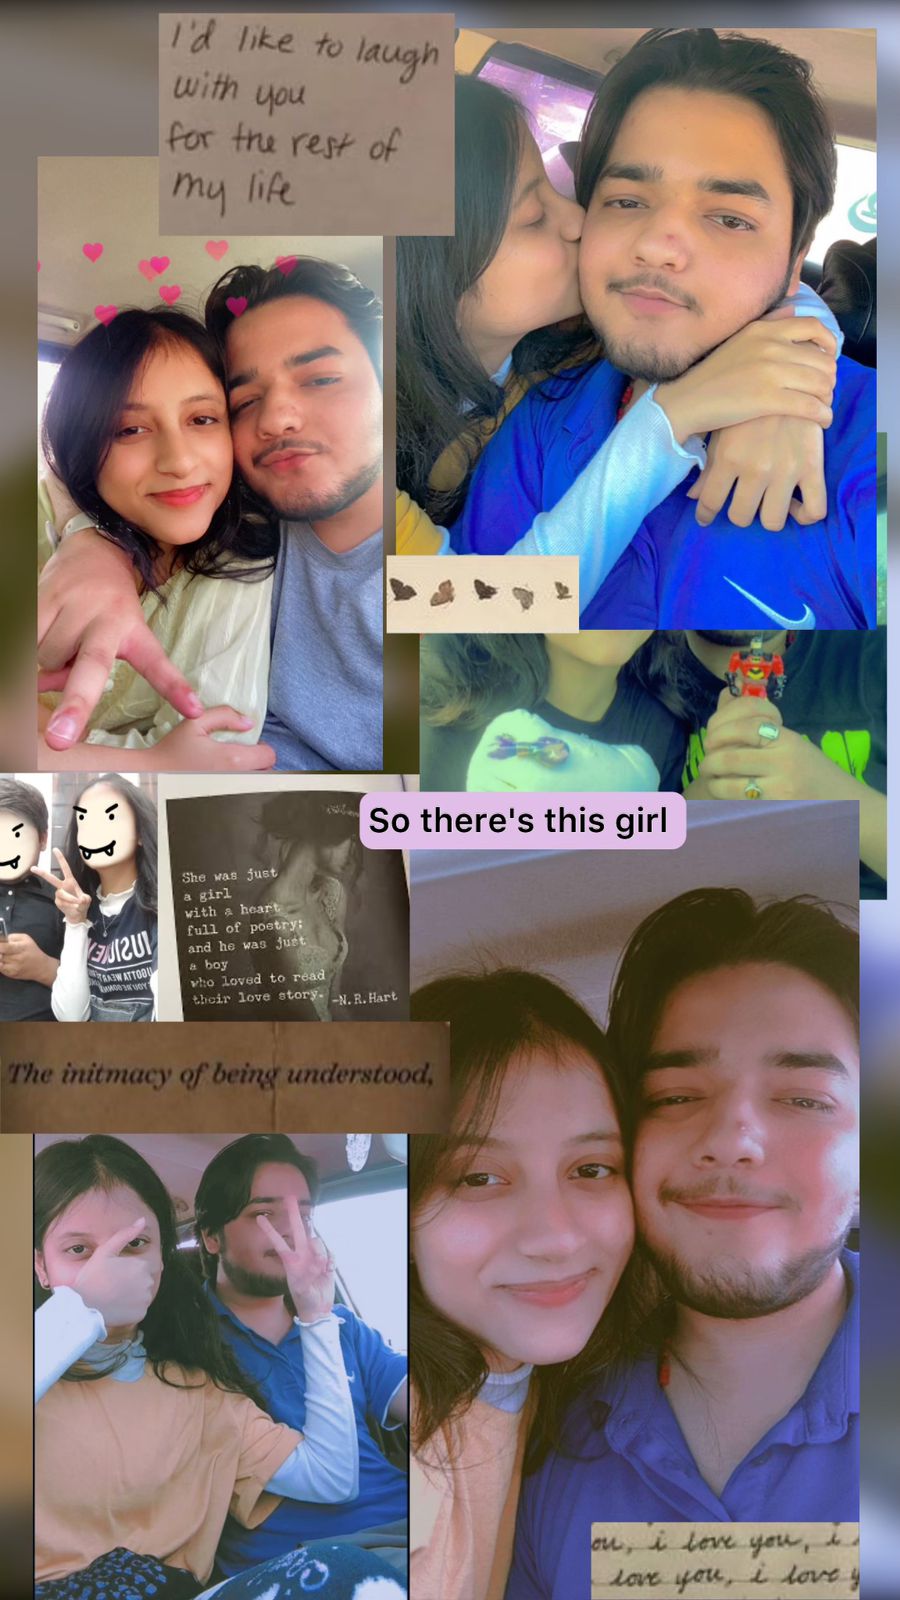 I'd like to laugh
with you
for the rest of
my life
So there's this girl
She was just
a girl
with a heart
full of poetry;
and he was just
a boy
who loved to read
their love story.
-N.R.Hart
The initmacy of being understood,
ou, i love you, i
love you, i love y